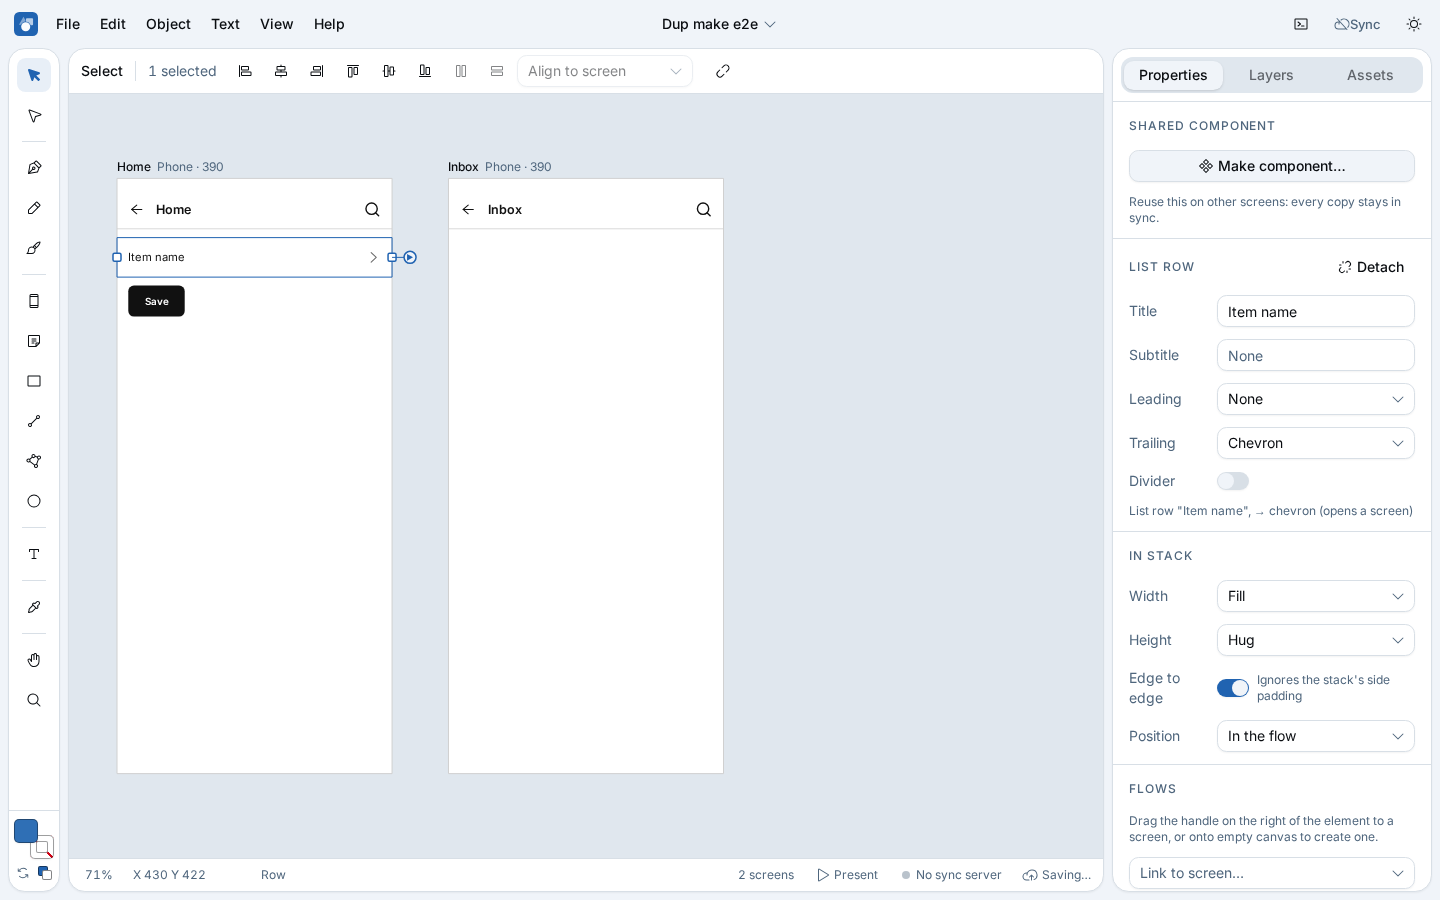 File Edit Object Text View Help
Dup make e2e
Sync
Select
1 selected
Align to screen
Properties Layers Assets
SHARED COMPONENT
Make component...
Reuse this on other screens: every copy stays in
sync.
LIST ROW
Detach
Title
Item name
Subtitle
None
Leading
None
Trailing
Chevron
Divider
List row "Item name", → chevron (opens a screen)
IN STACK
Width
Fill
Height
Hug
Edge to
edge
Ignores the stack's side
padding
Position
In the flow
FLOWS
Drag the handle on the right of the element to a
screen, or onto empty canvas to create one.
Link to screen...
Home Phone · 390
Home
Item name
Save
Inbox Phone · 390
Inbox
T
71%
X 430 Y 422
Row
2 screens
Present
No sync server
Saving...